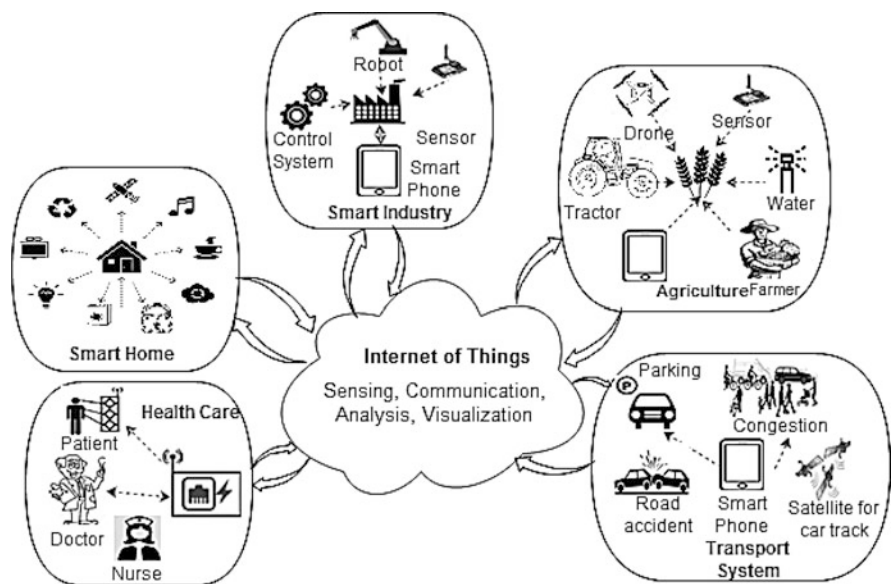 Robot
Control
System
Sensor
Smart
Phone
Smart Industry
Drone
Sensor
Tractor
Water
Agriculture
Farmer
Smart Home
Internet of Things
Sensing, Communication,
Analysis, Visualization
Health Care
Patient
Doctor
Nurse
P
Parking
Congestion
Road
accident
Smart
Phone
Satellite for
car track
Transport
System